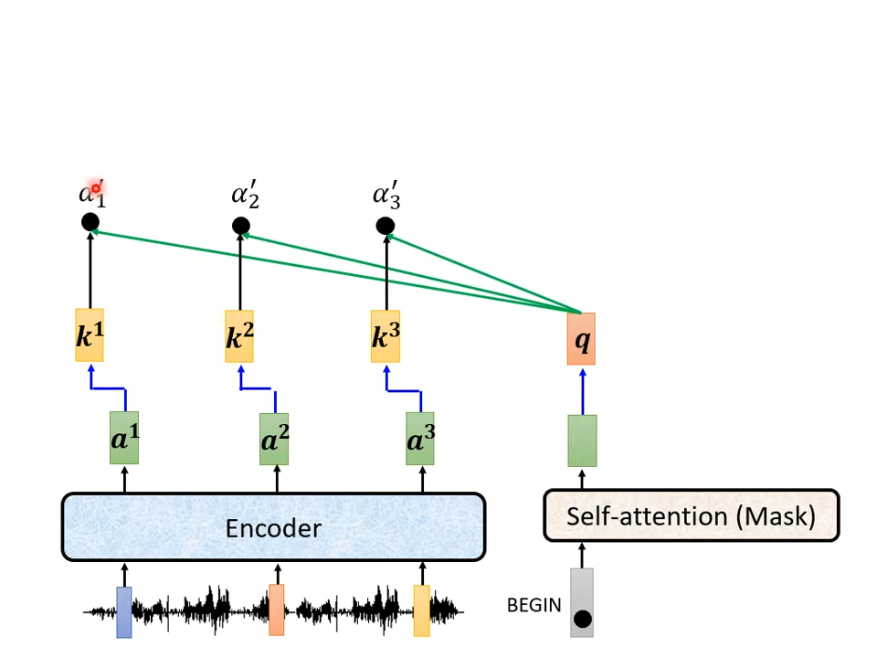 α′₁ α′₂ α′₃
k¹ k² k³ q
a¹ a² a³
Encoder
Self-attention (Mask)
BEGIN